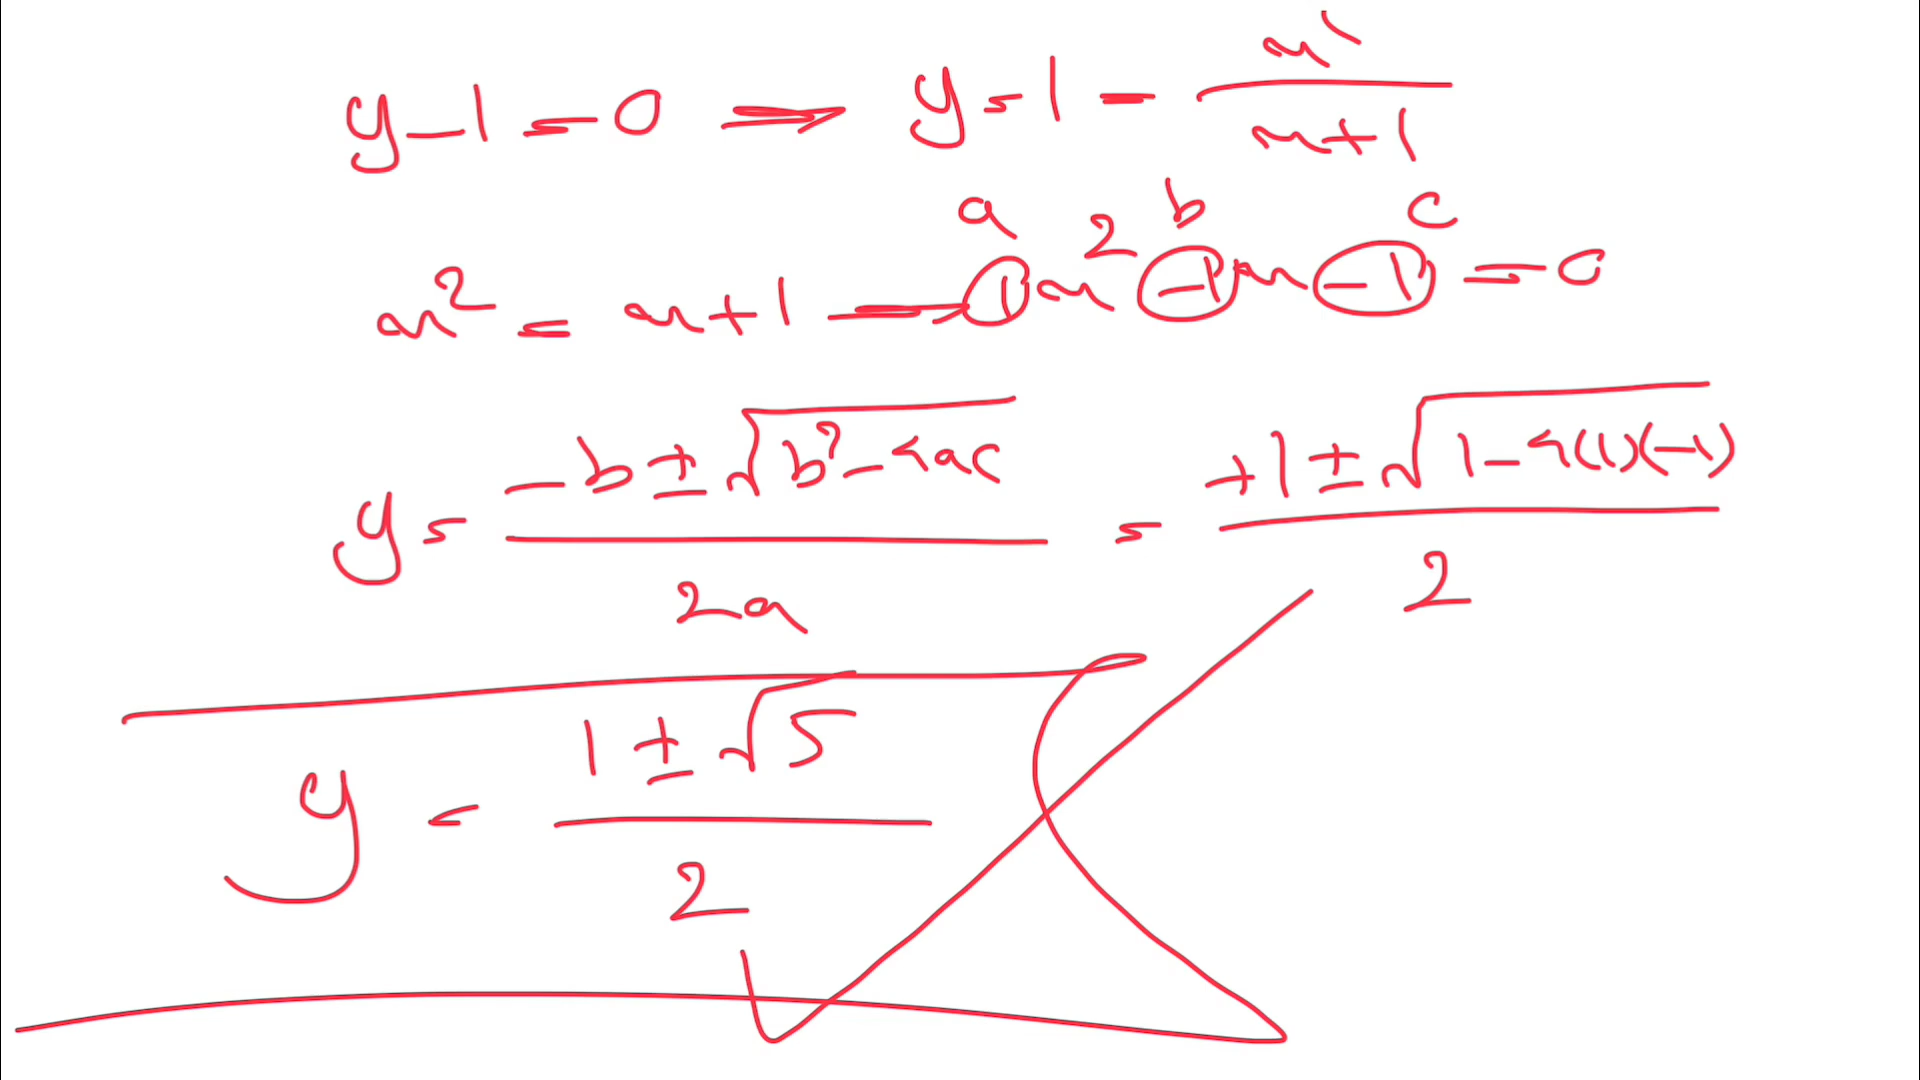 y - 1 = 0 ⇒ y = 1 - x² / x + 1
a b c
x² = x + 1 → 1x² - 1x - 1 = 0
y = -b ± √b² - 4ac / 2a = +1 ± √1 - 4(1)(-1) / 2
y = 1 ± √5 / 2